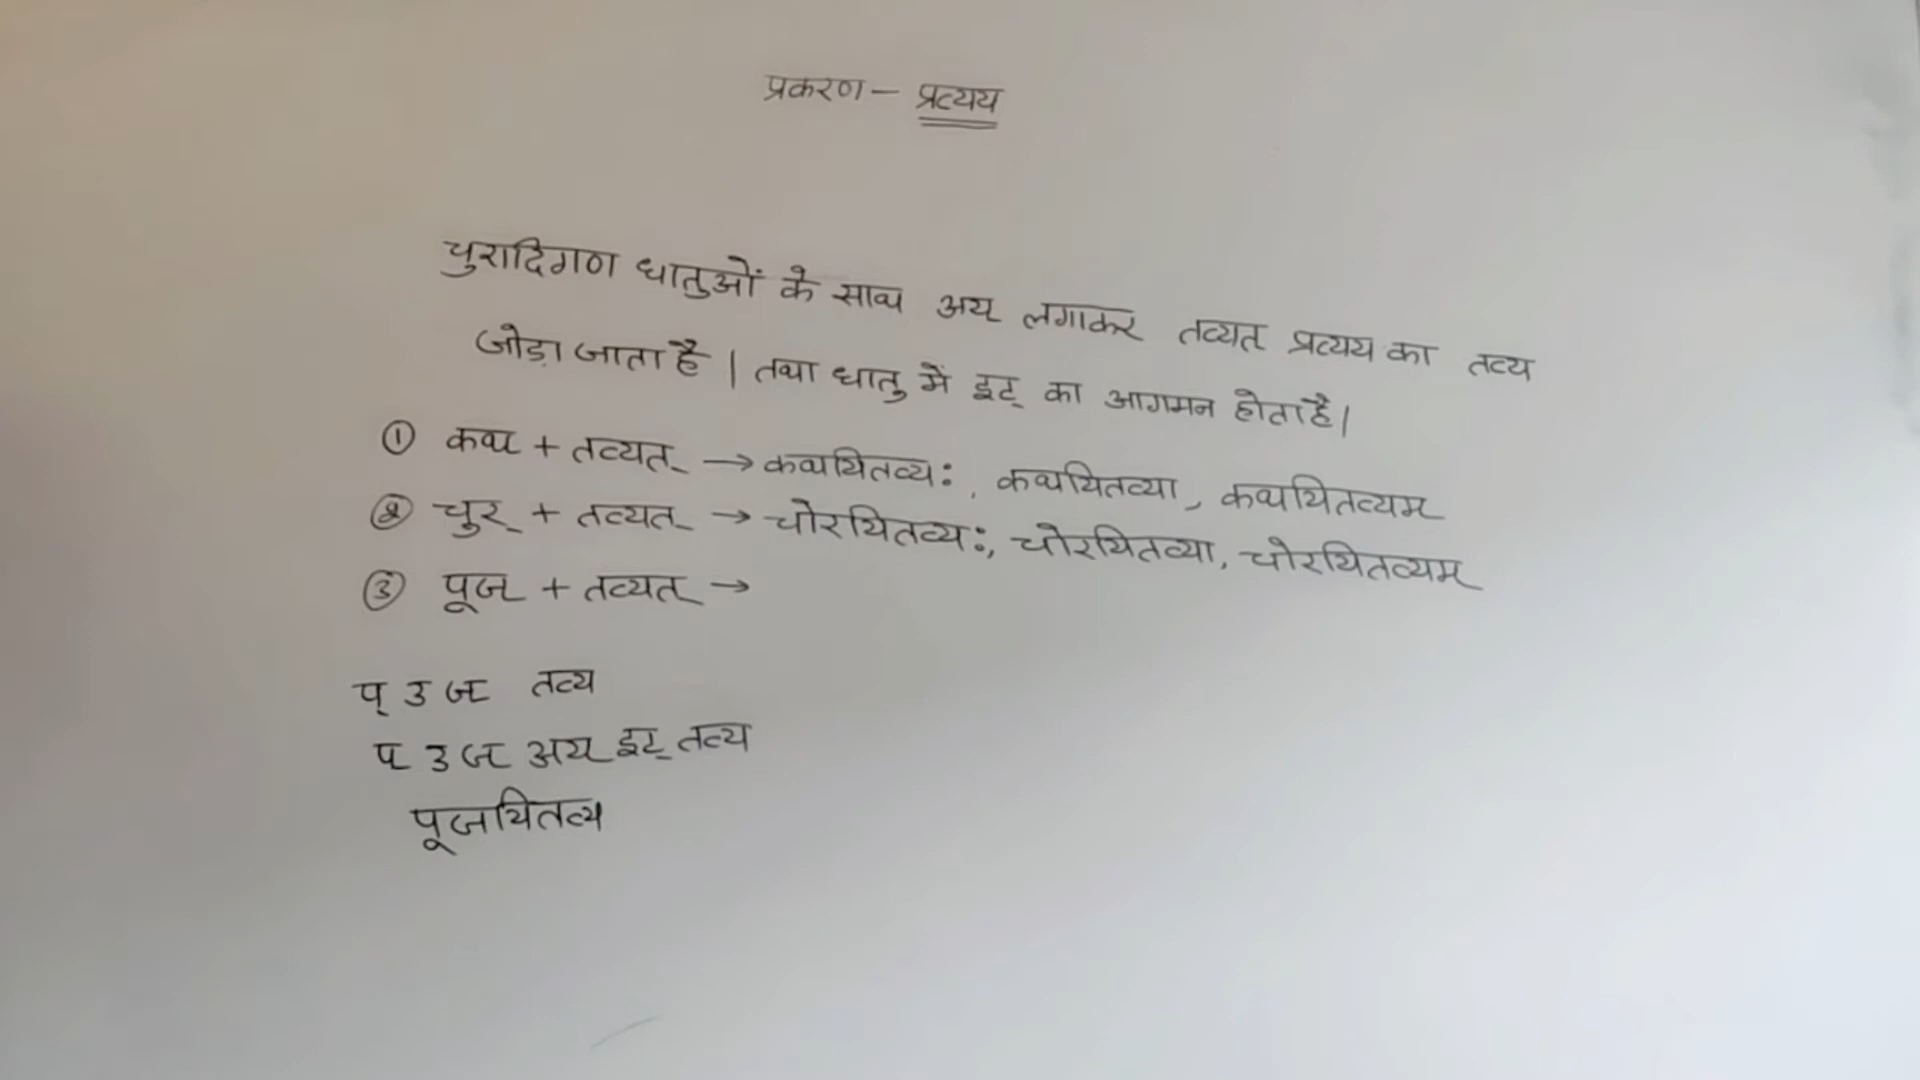 प्रकरण - प्रत्यय
चुरादिगण धातुओं के साथ अय् लगाकर तव्यत् प्रत्यय का तव्य
जोड़ा जाता है | तथा धातु में इट् का आगमन होता है |
① कथ् + तव्यत् → कथयितव्यः, कथयितव्या, कथयितव्यम्
② चुर् + तव्यत् → चोरयितव्यः, चोरयितव्या, चोरयितव्यम्
③ पूज् + तव्यत् →
प् उ ज् तव्य
प् उ ज् अय् इट् तव्य
पूजयितव्य